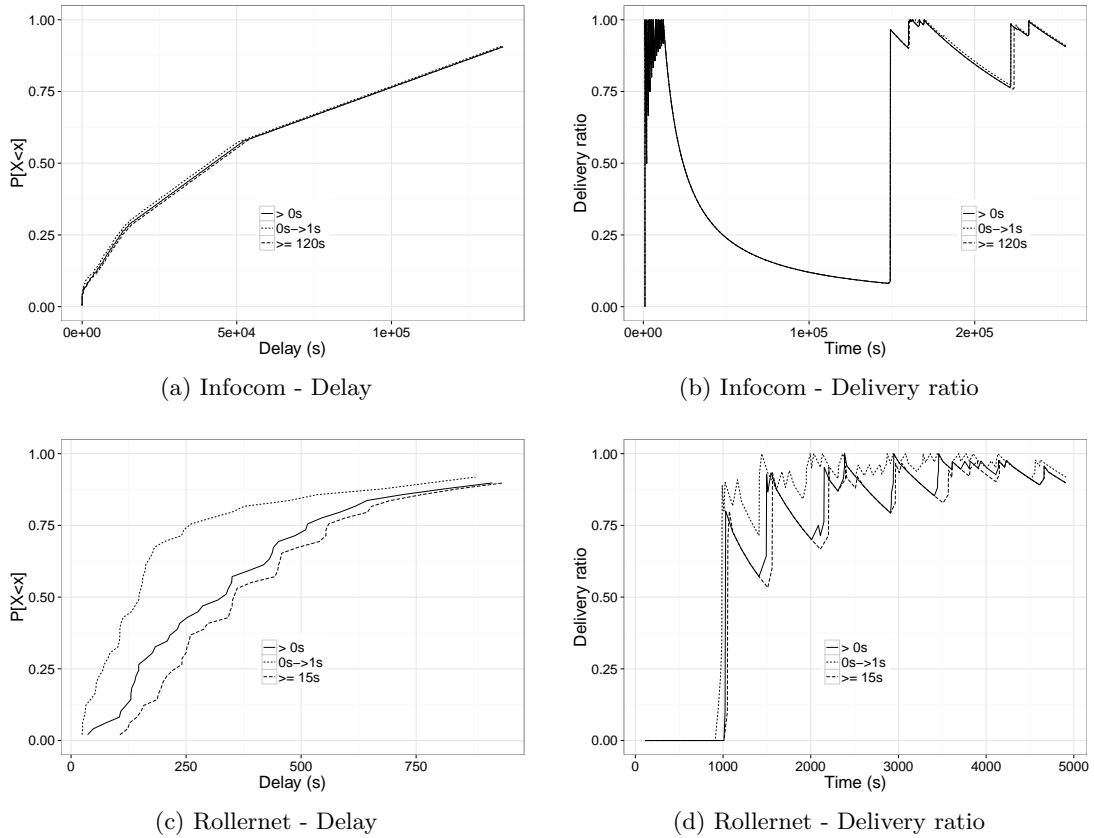 1.00
0.75
0.50
0.25
0.00
P[X<x]
> 0s
0s−>1s
>= 120s
0e+00
5e+04
1e+05
Delay (s)
(a) Infocom - Delay
1.00
0.75
0.50
0.25
0.00
Delivery ratio
> 0s
0s−>1s
>= 120s
0e+00
1e+05
2e+05
Time (s)
(b) Infocom - Delivery ratio
1.00
0.75
0.50
0.25
0.00
P[X<x]
> 0s
0s−>1s
>= 15s
0
250
500
750
Delay (s)
(c) Rollernet - Delay
1.00
0.75
0.50
0.25
0.00
Delivery ratio
> 0s
0s−>1s
>= 15s
0
1000
2000
3000
4000
5000
Time (s)
(d) Rollernet - Delivery ratio